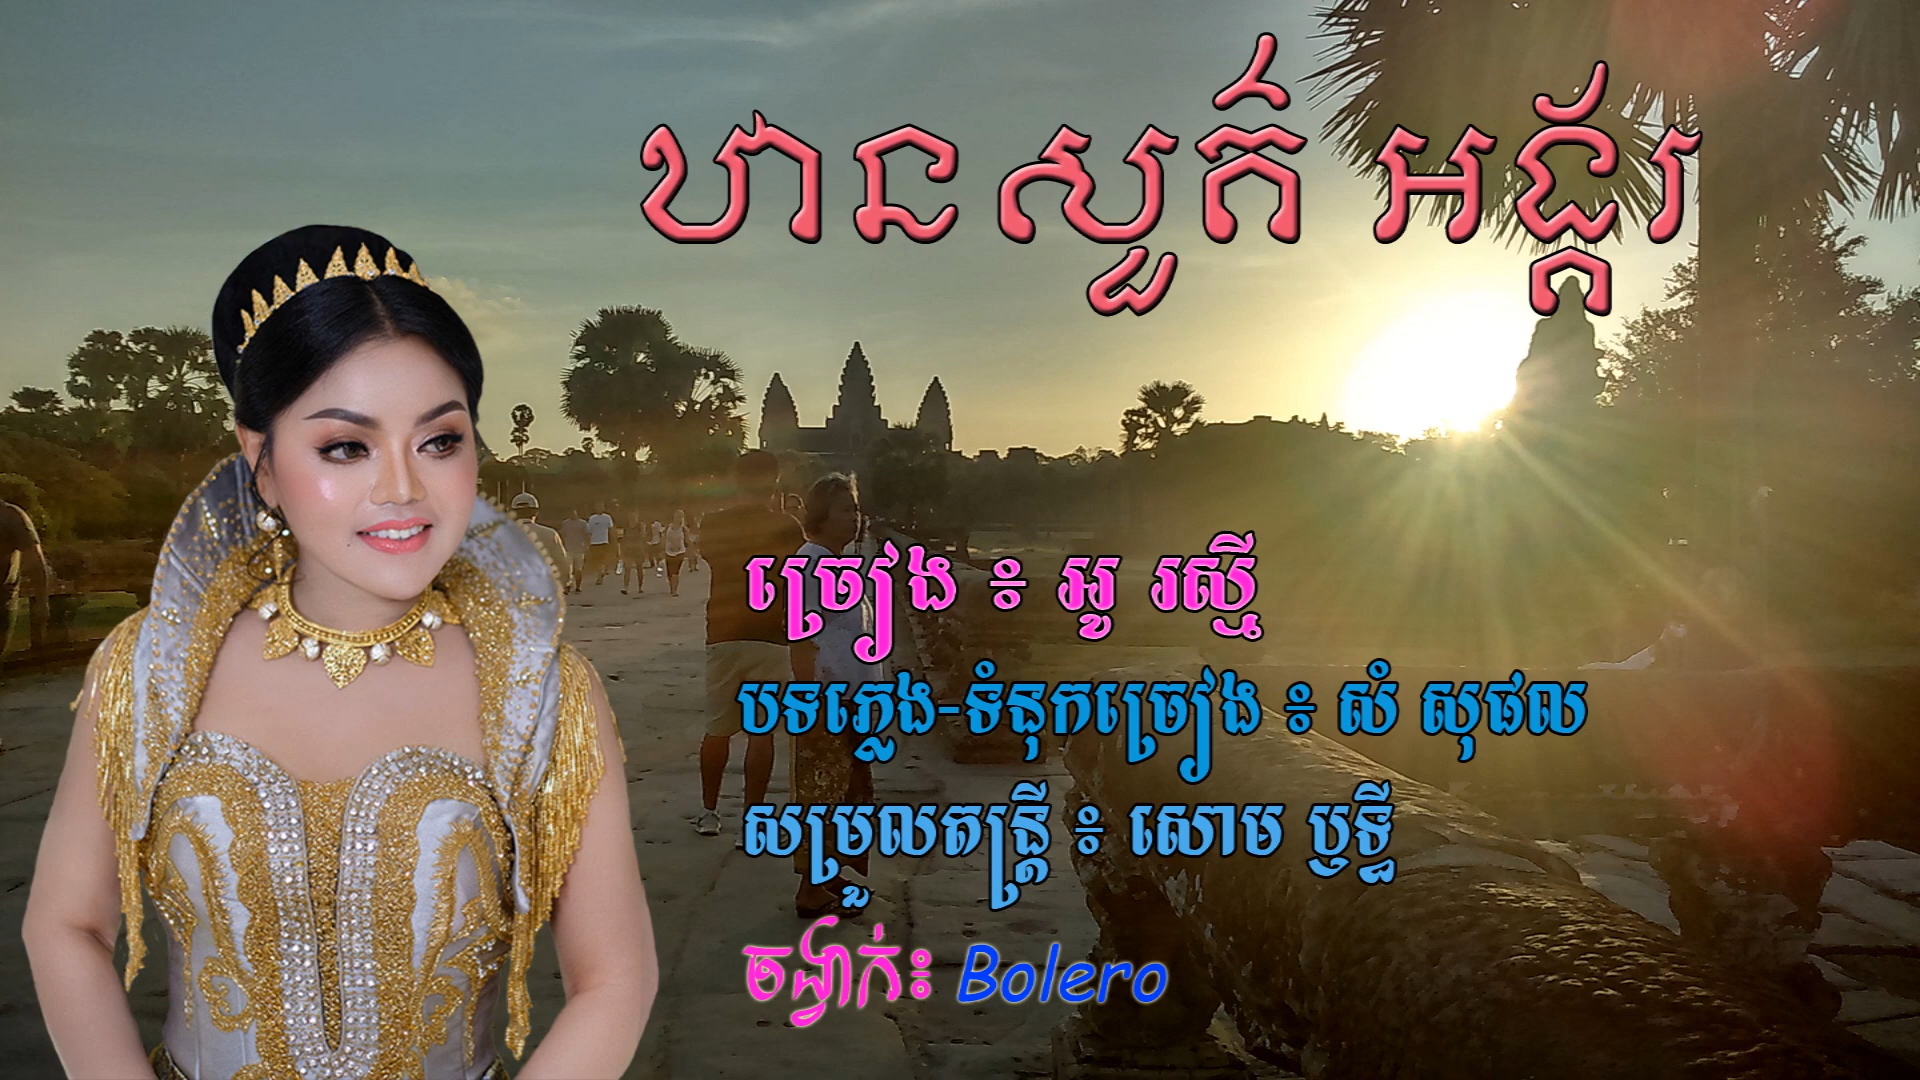 ឋានសួគ៌ អង្គ័រ
ច្រៀង ៖ អូ រស្មី
បទភ្លេង-ទំនុកច្រៀង ៖ សំ សុផល
សម្រួលតន្ត្រី ៖ សោម ឫទ្ធី
ចង្វាក់៖ Bolero